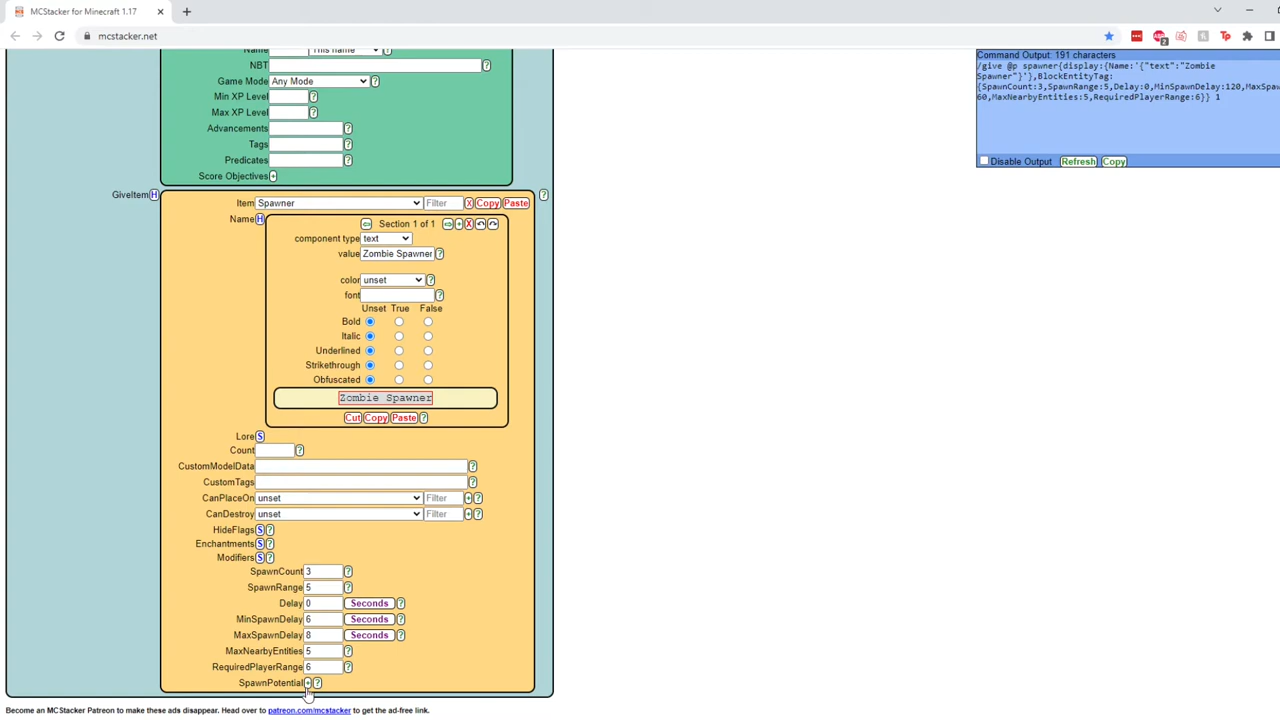 MCStacker for Minecraft 1.17
mcstacker.net
Name This name
NBT ?
Game Mode Any Mode ?
Min XP Level ?
Max XP Level ?
Advancements ?
Tags ?
Predicates ?
Score Objectives +
GiveItem H ?
Item Spawner Filter X Copy Paste
Name H
Section 1 of 1 + X
component type text
value Zombie Spawner ?
color unset ?
font ?
Unset True False
Bold
Italic
Underlined
Strikethrough
Obfuscated
Zombie Spawner
Cut Copy Paste ?
Lore S
Count ?
CustomModelData ?
CustomTags ?
CanPlaceOn unset Filter + ?
CanDestroy unset Filter + ?
HideFlags S ?
Enchantments S ?
Modifiers S ?
SpawnCount 3 ?
SpawnRange 5 ?
Delay 0 Seconds ?
MinSpawnDelay 6 Seconds ?
MaxSpawnDelay 8 Seconds ?
MaxNearbyEntities 5 ?
RequiredPlayerRange 6 ?
SpawnPotential + ?
Become an MCStacker Patreon to make these ads disappear. Head over to patreon.com/mcstacker to get the ad-free link.
Command Output: 191 characters
/give @p spawner{display:{Name:'{"text":"Zombie
Spawner"}'},BlockEntityTag:
{SpawnCount:3,SpawnRange:5,Delay:0,MinSpawnDelay:120,MaxSpaw
60,MaxNearbyEntities:5,RequiredPlayerRange:6}} 1
Disable Output Refresh Copy